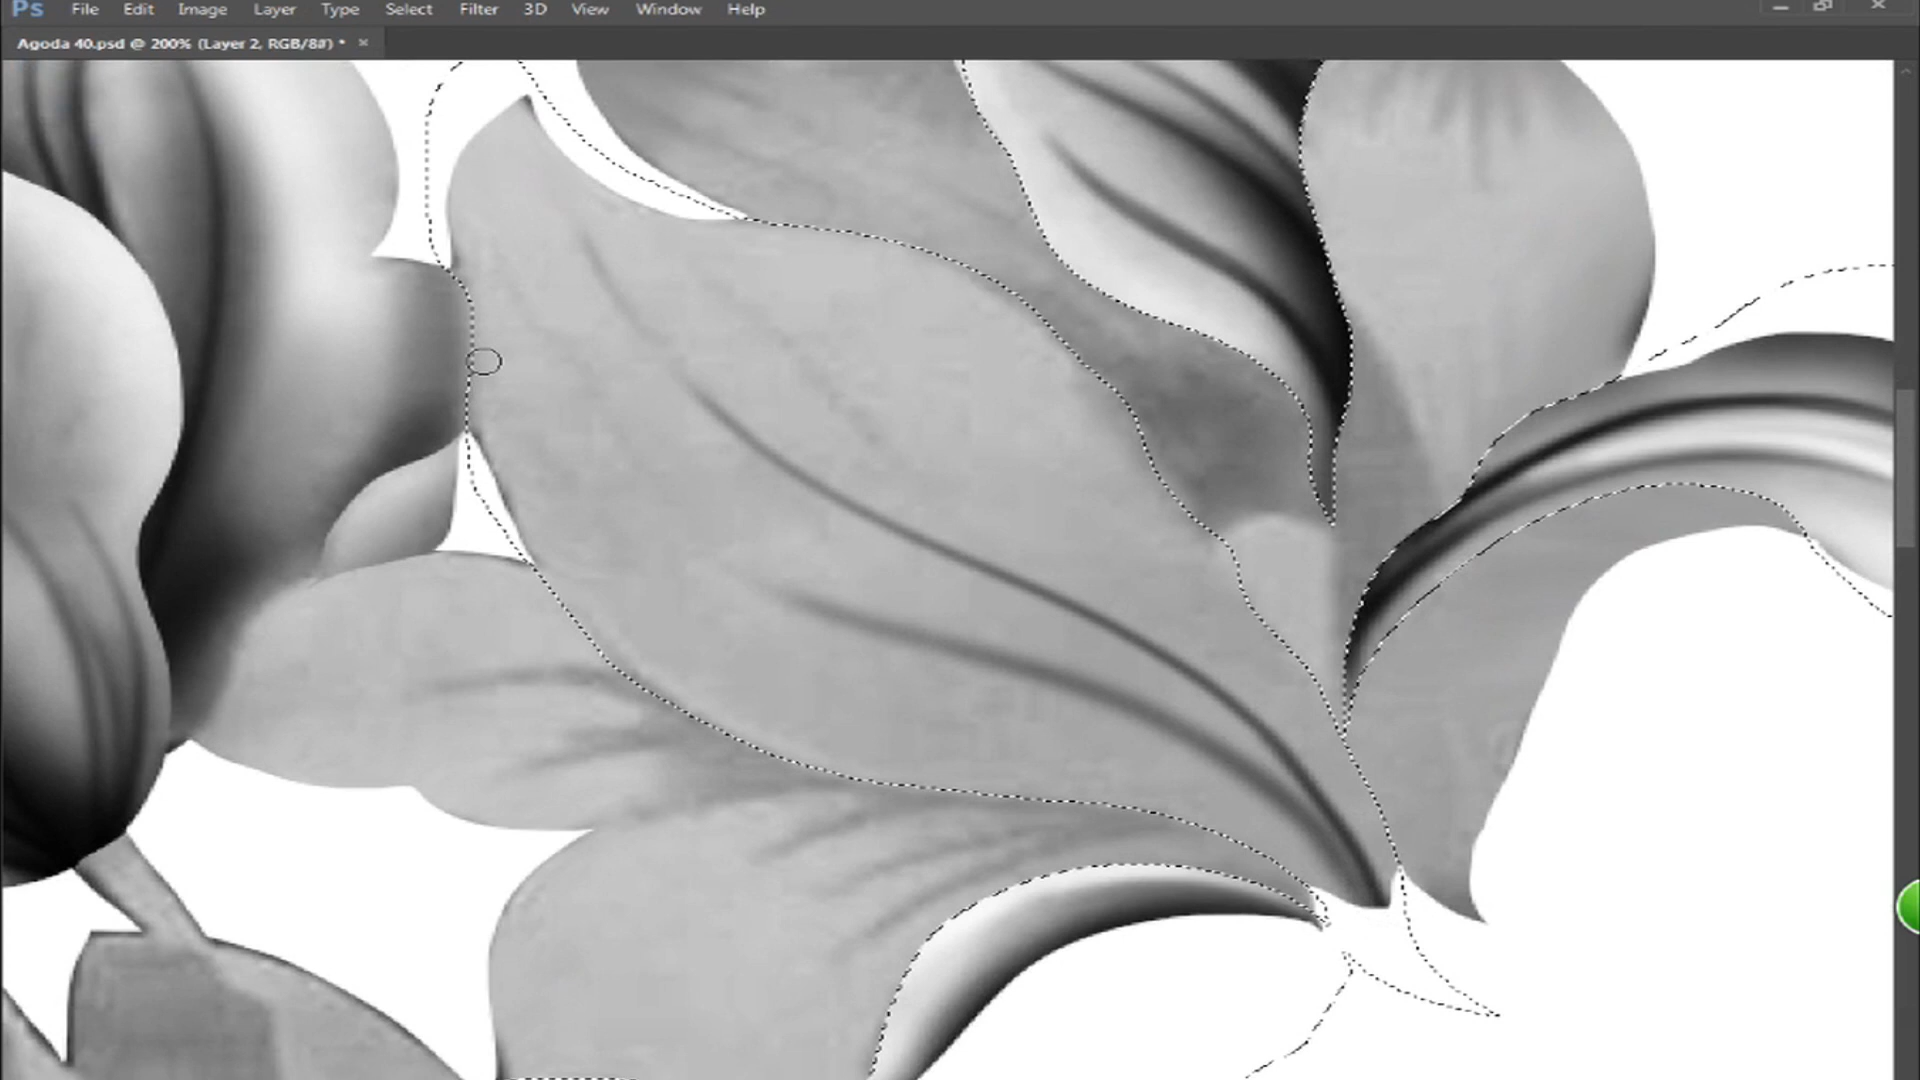 Ps File Edit Image Layer Type Select Filter 3D View Window Help
Agoda 40.psd @ 200% (Layer 2, RGB/8#) * ×